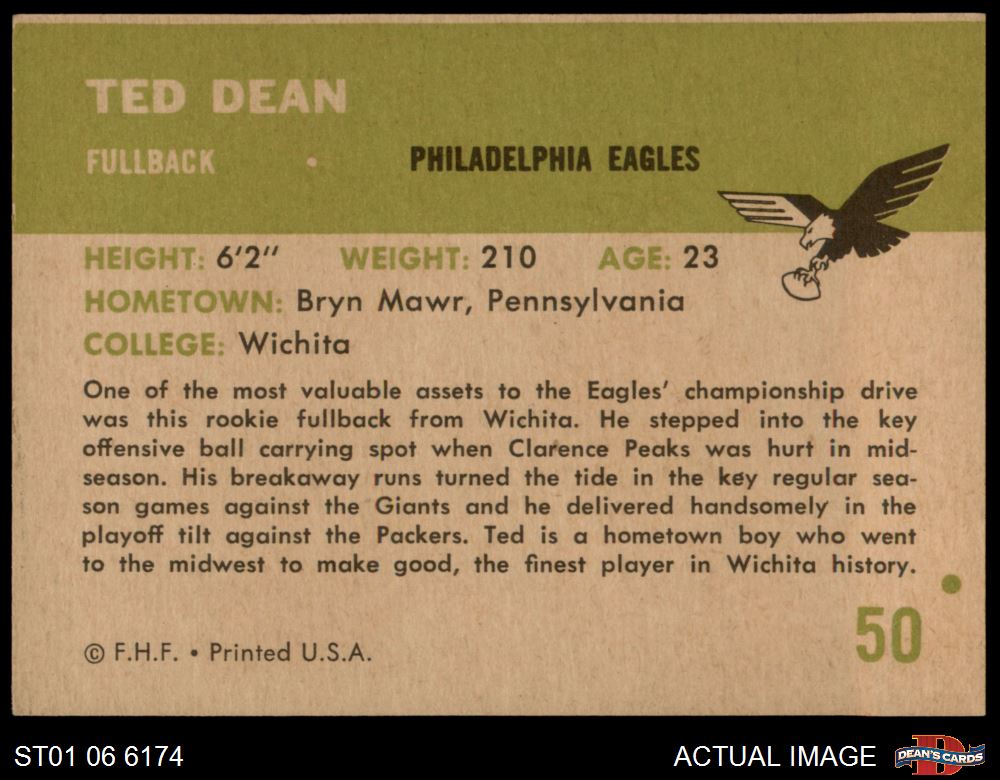 TED DEAN
FULLBACK • PHILADELPHIA EAGLES
HEIGHT: 6'2" WEIGHT: 210 AGE: 23
HOMETOWN: Bryn Mawr, Pennsylvania
COLLEGE: Wichita
One of the most valuable assets to the Eagles' championship drive
was this rookie fullback from Wichita. He stepped into the key
offensive ball carrying spot when Clarence Peaks was hurt in mid-
season. His breakaway runs turned the tide in the key regular sea-
son games against the Giants and he delivered handsomely in the
playoff tilt against the Packers. Ted is a hometown boy who went
to the midwest to make good, the finest player in Wichita history.
50
© F.H.F. • Printed U.S.A.
ST01 06 6174 ACTUAL IMAGE DEAN'S CARDS